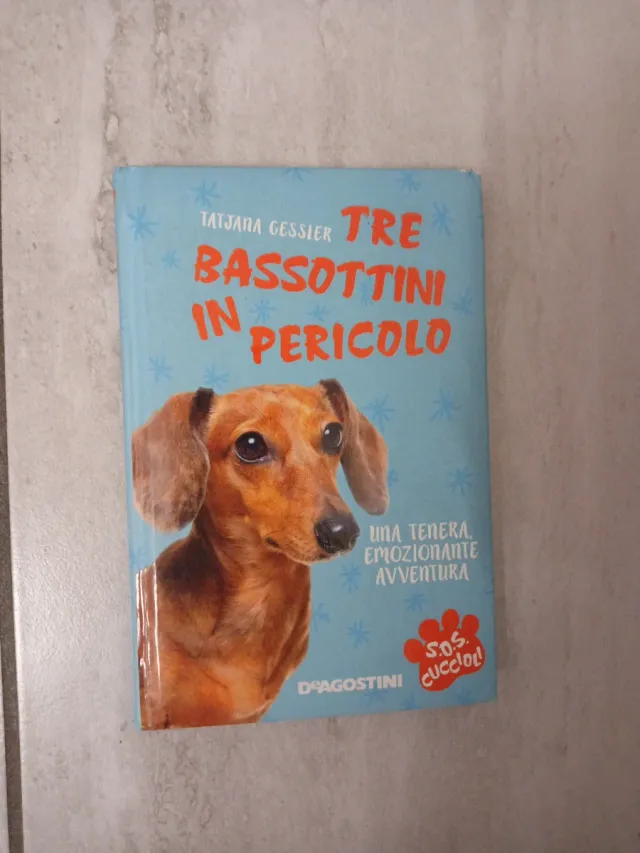 TATJANA GESSLER TRE
BASSOTTINI
IN PERICOLO
UNA TENERA,
EMOZIONANTE
AVVENTURA
S.O.S.
CUCCIOLI
DEAGOSTINI